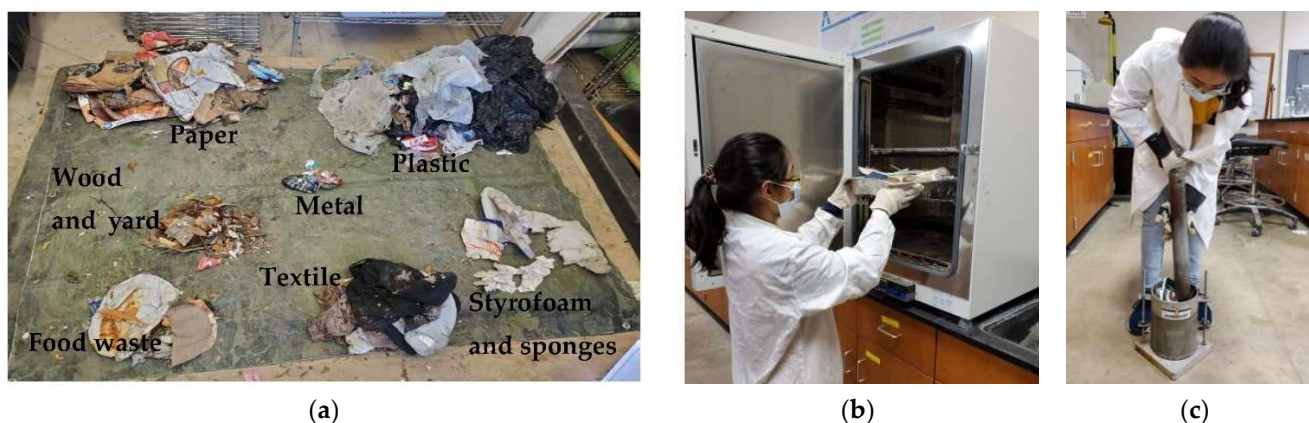 Paper
Plastic
Wood
and yard
Metal
Textile
Styrofoam
and sponges
Food waste
(a)
(b)
(c)